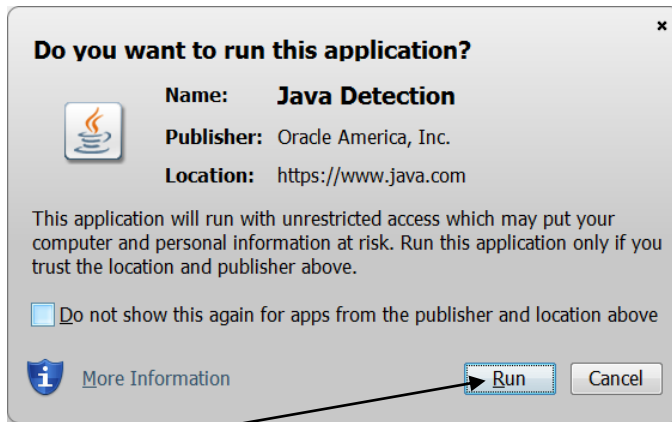 Do you want to run this application?
Name: Java Detection
Publisher: Oracle America, Inc.
Location: https://www.java.com
This application will run with unrestricted access which may put your
computer and personal information at risk. Run this application only if you
trust the location and publisher above.
Do not show this again for apps from the publisher and location above
More Information Run Cancel